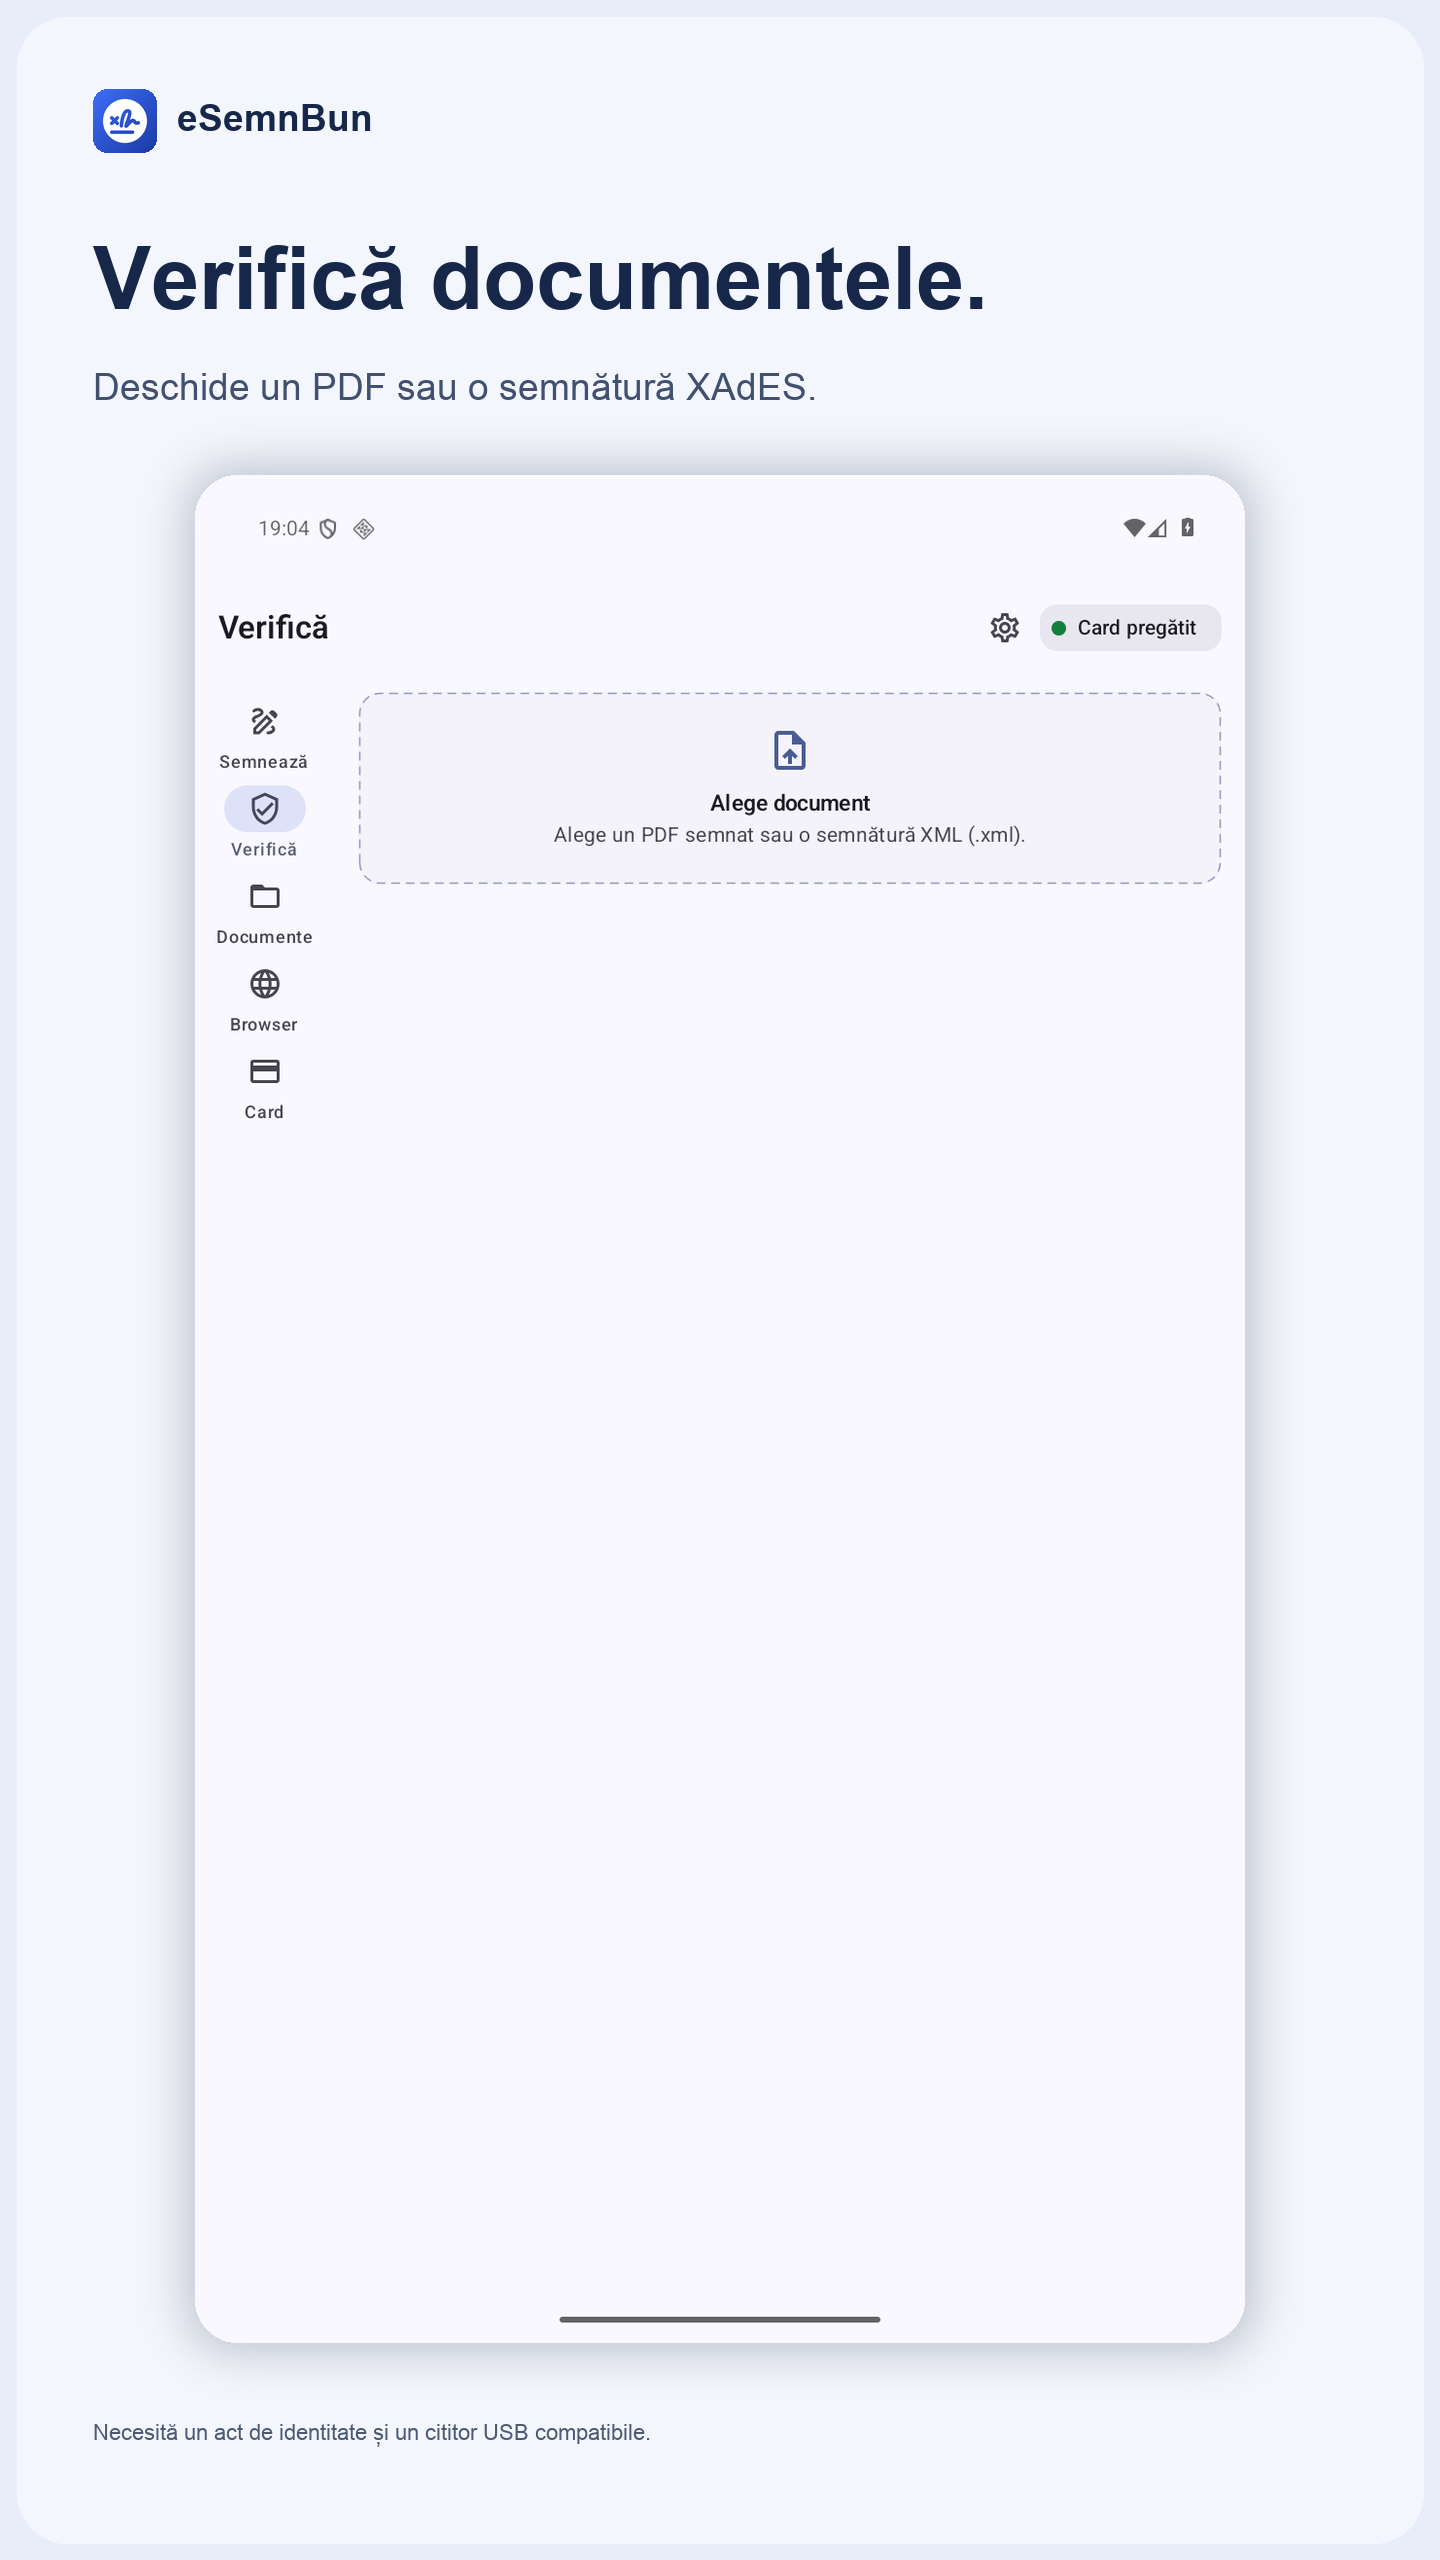 eSemnBun
Verifică documentele.
Deschide un PDF sau o semnătură XAdES.
19:04
Verifică
Card pregătit
Semnează
Verifică
Documente
Browser
Card
Alege document
Alege un PDF semnat sau o semnătură XML (.xml).
Necesită un act de identitate și un cititor USB compatibile.